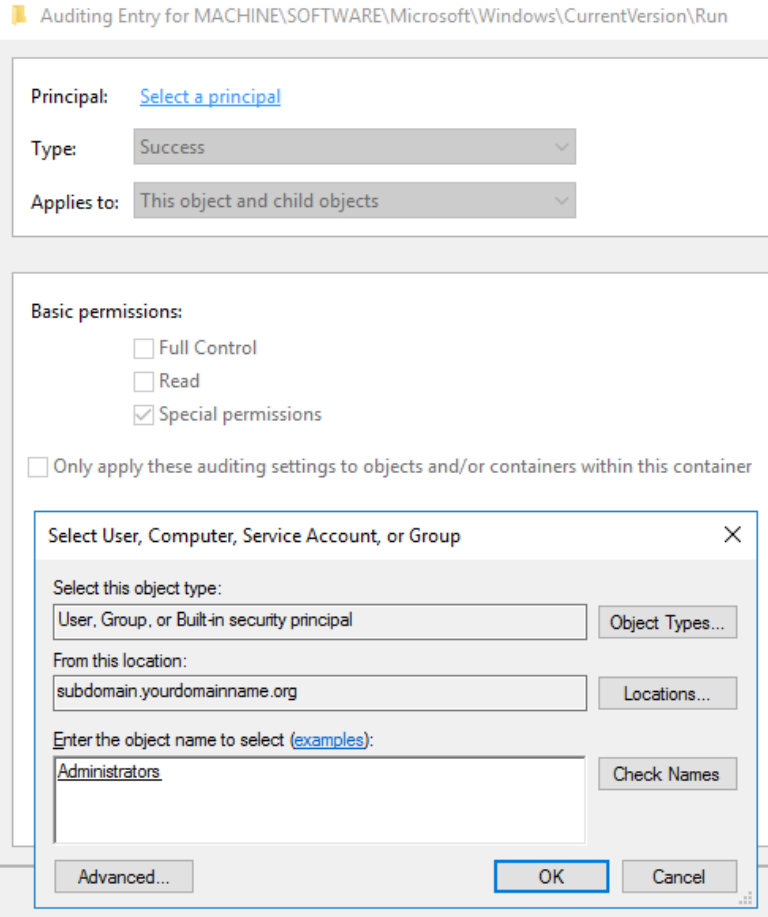 Auditing Entry for MACHINE\SOFTWARE\Microsoft\Windows\CurrentVersion\Run
Principal: Select a principal
Type: Success
Applies to: This object and child objects
Basic permissions:
Full Control
Read
Special permissions
Only apply these auditing settings to objects and/or containers within this container
Select User, Computer, Service Account, or Group
Select this object type:
User, Group, or Built-in security principal Object Types...
From this location:
subdomain.yourdomainname.org Locations...
Enter the object name to select (examples):
Administrators Check Names
Advanced... OK Cancel